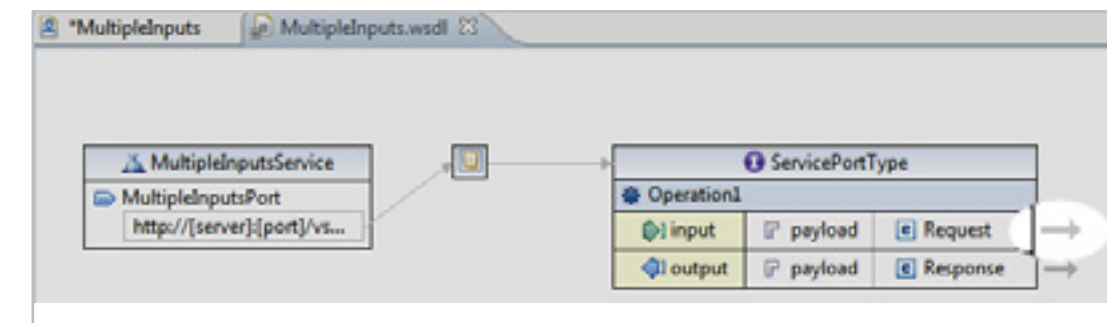 *MultipleInputs MultipleInputs.wsdl
MultipleInputsService
MultipleInputsPort
http://[server]:[port]/vs...
ServicePortType
Operation1
input payload Request
output payload Response